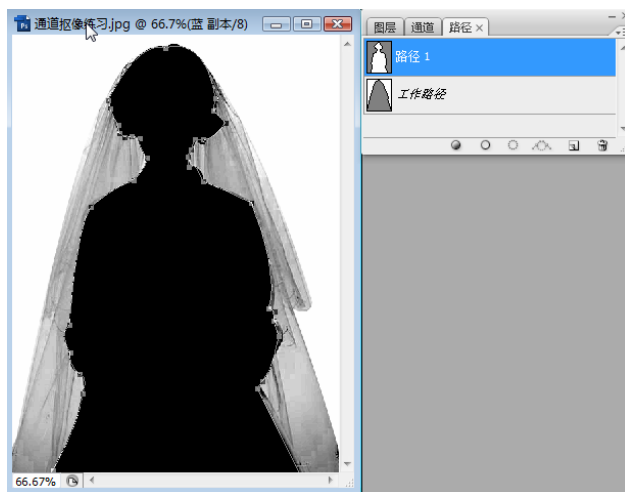 通道抠像练习.jpg @ 66.7%(蓝 副本/8)
图层 通道 路径 ×
路径 1
工作路径
66.67%